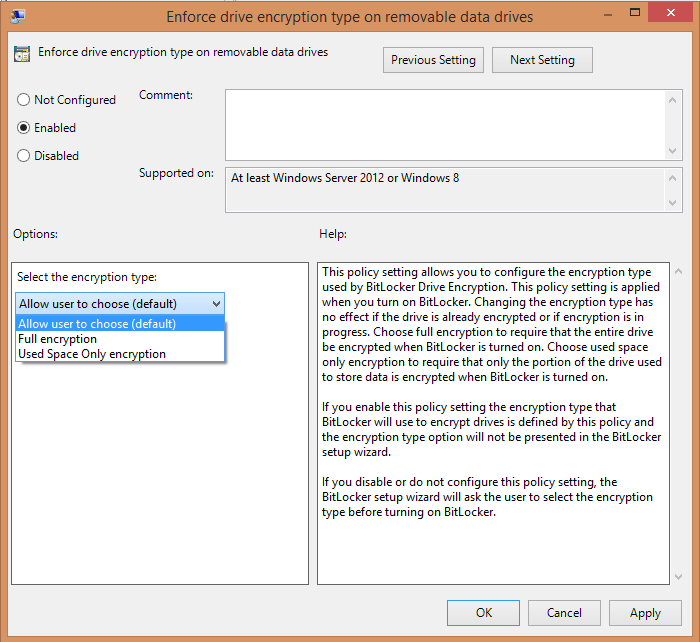 Enforce drive encryption type on removable data drives
Enforce drive encryption type on removable data drives
Previous Setting
Next Setting
Not Configured
Enabled
Disabled
Comment:
Supported on:
At least Windows Server 2012 or Windows 8
Options:
Help:
Select the encryption type:
Allow user to choose (default)
Allow user to choose (default)
Full encryption
Used Space Only encryption
This policy setting allows you to configure the encryption type
used by BitLocker Drive Encryption. This policy setting is applied
when you turn on BitLocker. Changing the encryption type has
no effect if the drive is already encrypted or if encryption is in
progress. Choose full encryption to require that the entire drive
be encrypted when BitLocker is turned on. Choose used space
only encryption to require that only the portion of the drive used
to store data is encrypted when BitLocker is turned on.
If you enable this policy setting the encryption type that
BitLocker will use to encrypt drives is defined by this policy and
the encryption type option will not be presented in the BitLocker
setup wizard.
If you disable or do not configure this policy setting, the
BitLocker setup wizard will ask the user to select the encryption
type before turning on BitLocker.
OK
Cancel
Apply